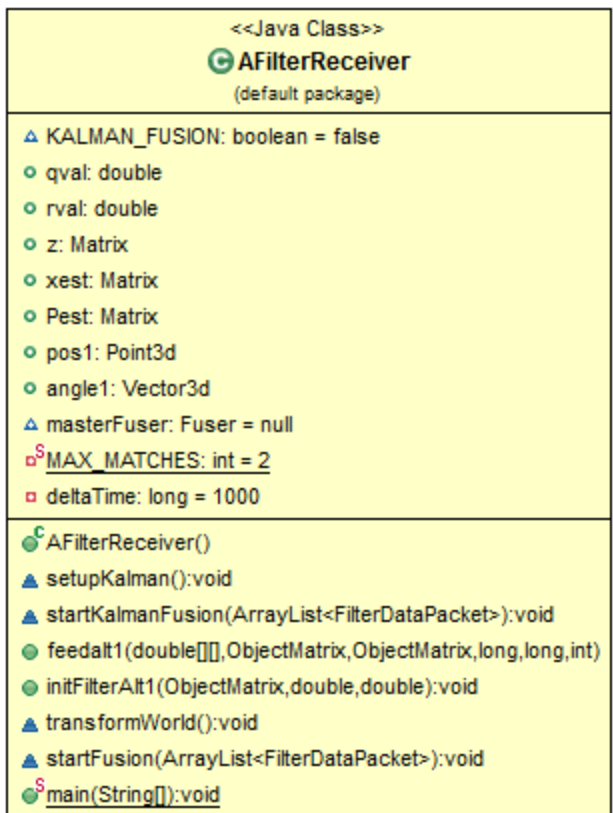 <<Java Class>>
C AFilterReceiver
(default package)
KALMAN_FUSION: boolean = false
qval: double
rval: double
z: Matrix
xest: Matrix
Pest: Matrix
pos1: Point3d
angle1: Vector3d
masterFuser: Fuser = null
S MAX_MATCHES: int = 2
deltaTime: long = 1000
C AFilterReceiver()
setupKalman():void
startKalmanFusion(ArrayList<FilterDataPacket>):void
feedalt1(double[][],ObjectMatrix,ObjectMatrix,long,long,int)
initFilterAlt1(ObjectMatrix,double,double):void
transformWorld():void
startFusion(ArrayList<FilterDataPacket>):void
S main(String[]):void